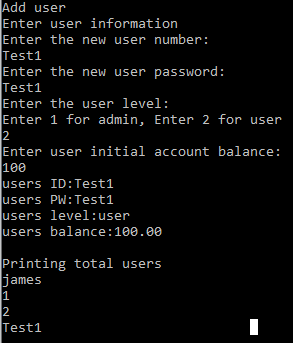 Add user
Enter user information
Enter the new user number:
Test1
Enter the new user password:
Test1
Enter the user level:
Enter 1 for admin, Enter 2 for user
2
Enter user initial account balance:
100
users ID:Test1
users PW:Test1
users level:user
users balance:100.00
Printing total users
james
1
2
Test1